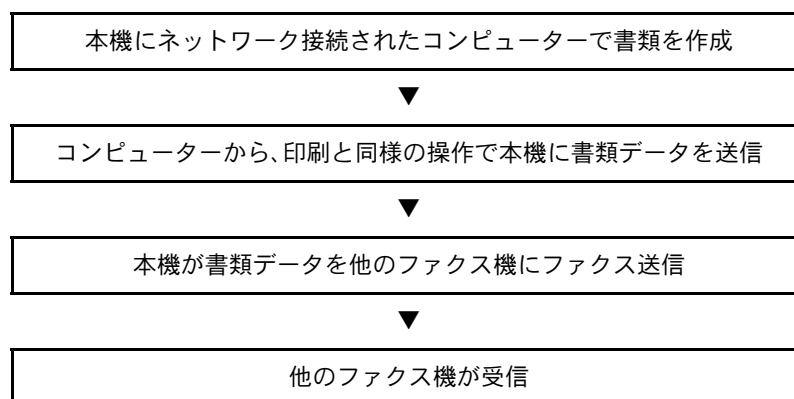 本機にネットワーク接続されたコンピューターで書類を作成
▼
コンピューターから、印刷と同様の操作で本機に書類データを送信
▼
本機が書類データを他のファクス機にファクス送信
▼
他のファクス機が受信